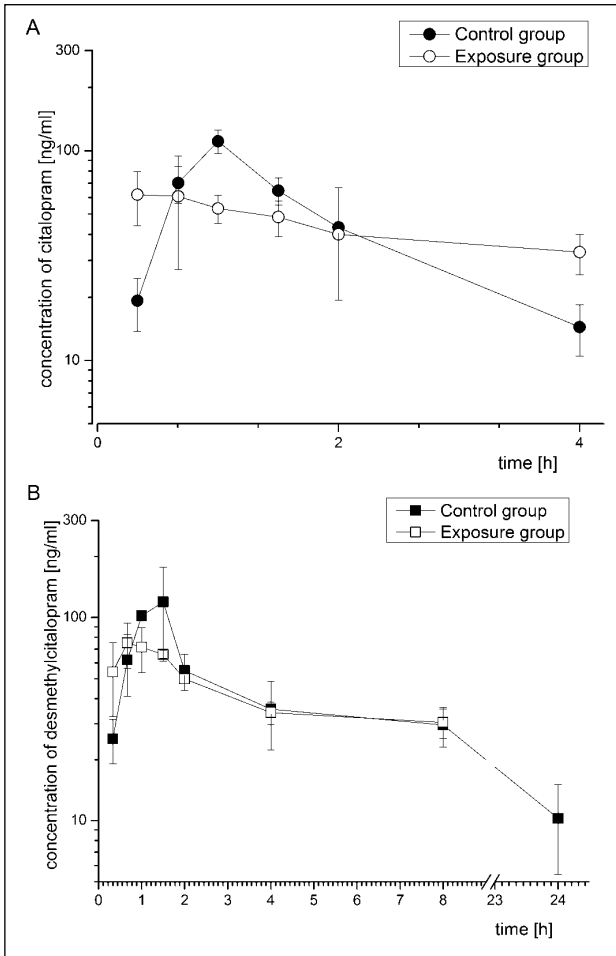 A
Control group
Exposure group
300
100
10
concentration of citalopram [ng/ml]
0 2 4
time [h]
B
Control group
Exposure group
300
100
10
concentration of desmethylcitalopram [ng/ml]
0 1 2 3 4 5 6 7 8 23 24
time [h]